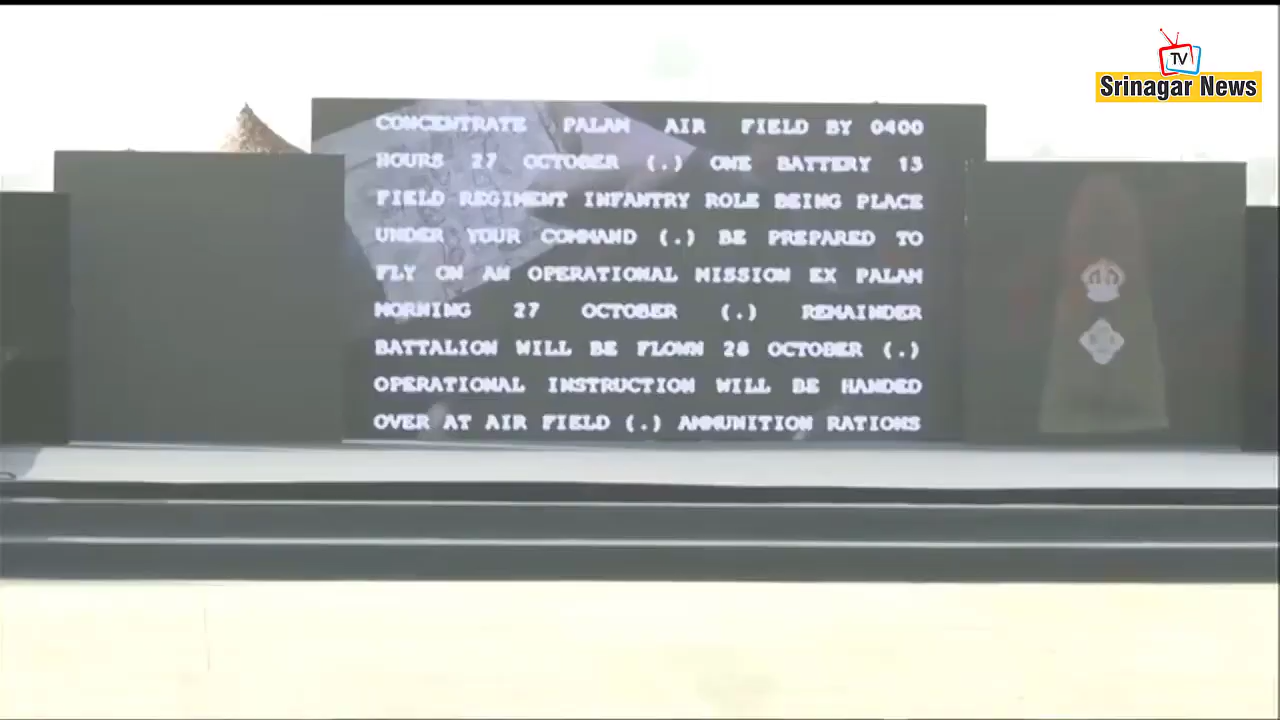 TV
Srinagar News
CONCENTRATE PALAM AIR FIELD BY 0400
HOURS 27 OCTOBER (.) ONE BATTERY 13
FIELD REGIMENT INFANTRY ROLE BEING PLACE
UNDER YOUR COMMAND (.) BE PREPARED TO
FLY ON AN OPERATIONAL MISSION EX PALAM
MORNING 27 OCTOBER (.) REMAINDER
BATTALION WILL BE FLOWN 28 OCTOBER (.)
OPERATIONAL INSTRUCTION WILL BE HANDED
OVER AT AIR FIELD (.) AMMUNITION RATIONS